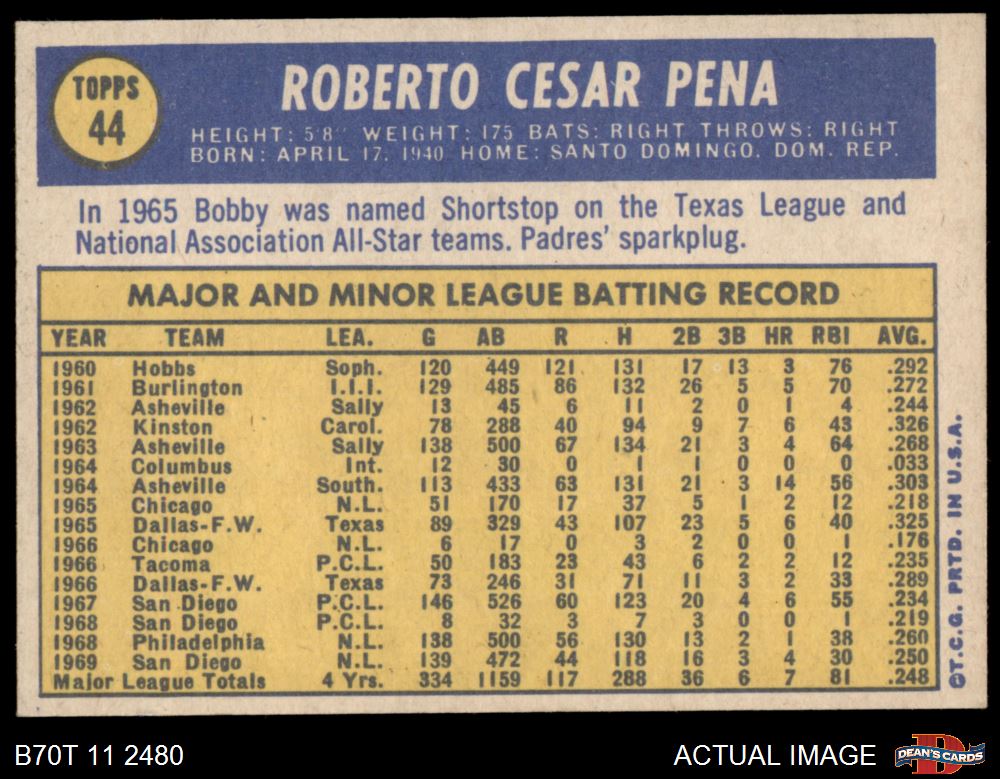 TOPPS
44
ROBERTO CESAR PENA
HEIGHT: 5'8" WEIGHT: 175 BATS: RIGHT THROWS: RIGHT
BORN: APRIL 17, 1940 HOME: SANTO DOMINGO, DOM. REP.
In 1965 Bobby was named Shortstop on the Texas League and
National Association All-Star teams. Padres' sparkplug.
MAJOR AND MINOR LEAGUE BATTING RECORD
YEAR TEAM LEA. G AB R H 2B 3B HR RBI AVG.
1960 Hobbs Soph. 120 449 121 131 17 13 3 76 .292
1961 Burlington I.I.I. 129 485 86 132 26 5 5 70 .272
1962 Asheville Sally 13 45 6 11 2 0 1 4 .244
1962 Kinston Carol. 78 288 40 94 9 7 6 43 .326
1963 Asheville Sally 138 500 67 134 21 3 4 64 .268
1964 Columbus Int. 12 30 0 1 1 0 0 0 .033
1964 Asheville South. 113 433 63 131 21 3 14 56 .303
1965 Chicago N.L. 51 170 17 37 5 1 2 12 .218
1965 Dallas-F.W. Texas 89 329 43 107 23 5 6 40 .325
1966 Chicago N.L. 6 17 0 3 2 0 0 1 .176
1966 Tacoma P.C.L. 50 183 23 43 6 2 2 12 .235
1966 Dallas-F.W. Texas 73 246 31 71 11 3 2 33 .289
1967 San Diego P.C.L. 146 526 60 123 20 4 6 55 .234
1968 San Diego P.C.L. 8 32 3 7 3 0 0 1 .219
1968 Philadelphia N.L. 138 500 56 130 13 2 1 38 .260
1969 San Diego N.L. 139 472 44 118 16 3 4 30 .250
Major League Totals 4 Yrs. 334 1159 117 288 36 6 7 81 .248
©T.C.G. PRTD. IN U.S.A.
B70T 11 2480
ACTUAL IMAGE
D
DEAN'S CARDS